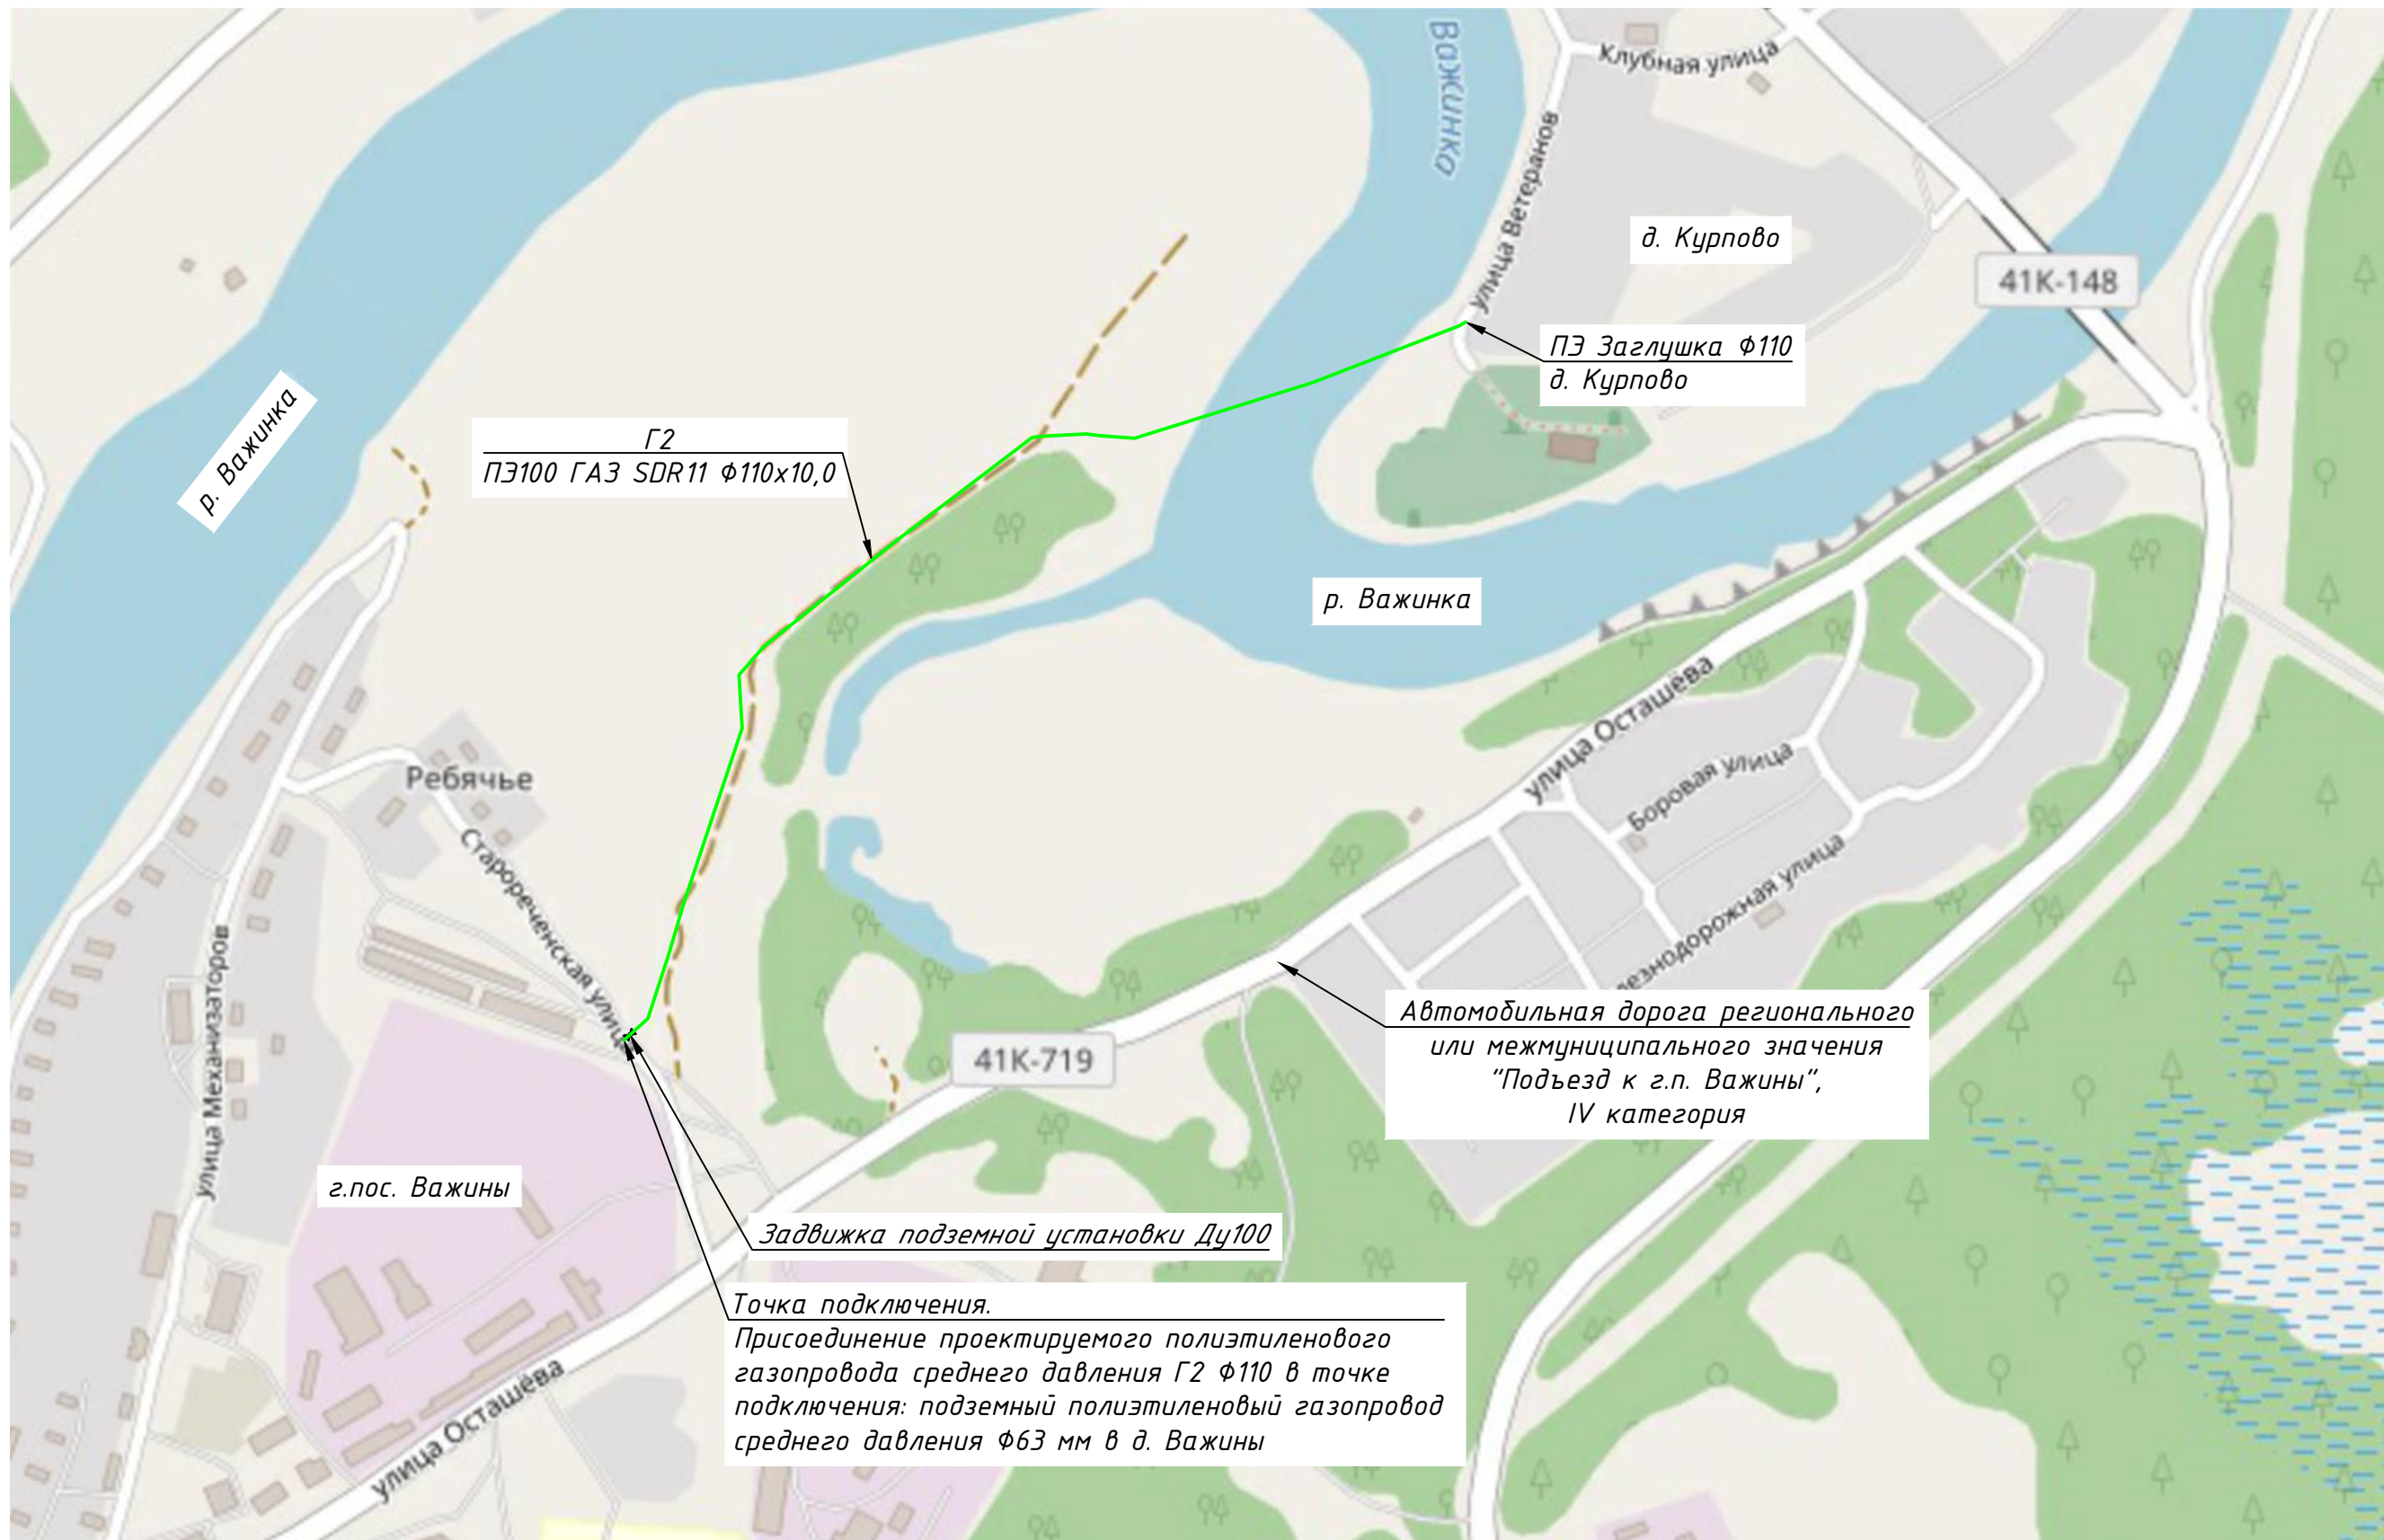 Важинка
Клубная улица
улица Ветеранов
д. Курпово
41К-148
ПЭ Заглушка Ф110
д. Курпово
р. Важинка
Г2
ПЭ100 ГАЗ SDR11 Ф110х10,0
р. Важинка
улица Осташёва
Ребячье
Боровая улица
Старореченская улица
лезнодорожная улица
улица Механизаторов
41К-719
Автомобильная дорога регионального
или межмуниципального значения
"Подъезд к г.п. Важины",
IV категория
г.пос. Важины
Задвижка подземной установки Ду100
Точка подключения.
Присоединение проектируемого полиэтиленового
газопровода среднего давления Г2 Ф110 в точке
подключения: подземный полиэтиленовый газопровод
среднего давления Ф63 мм в д. Важины
улица Осташёва